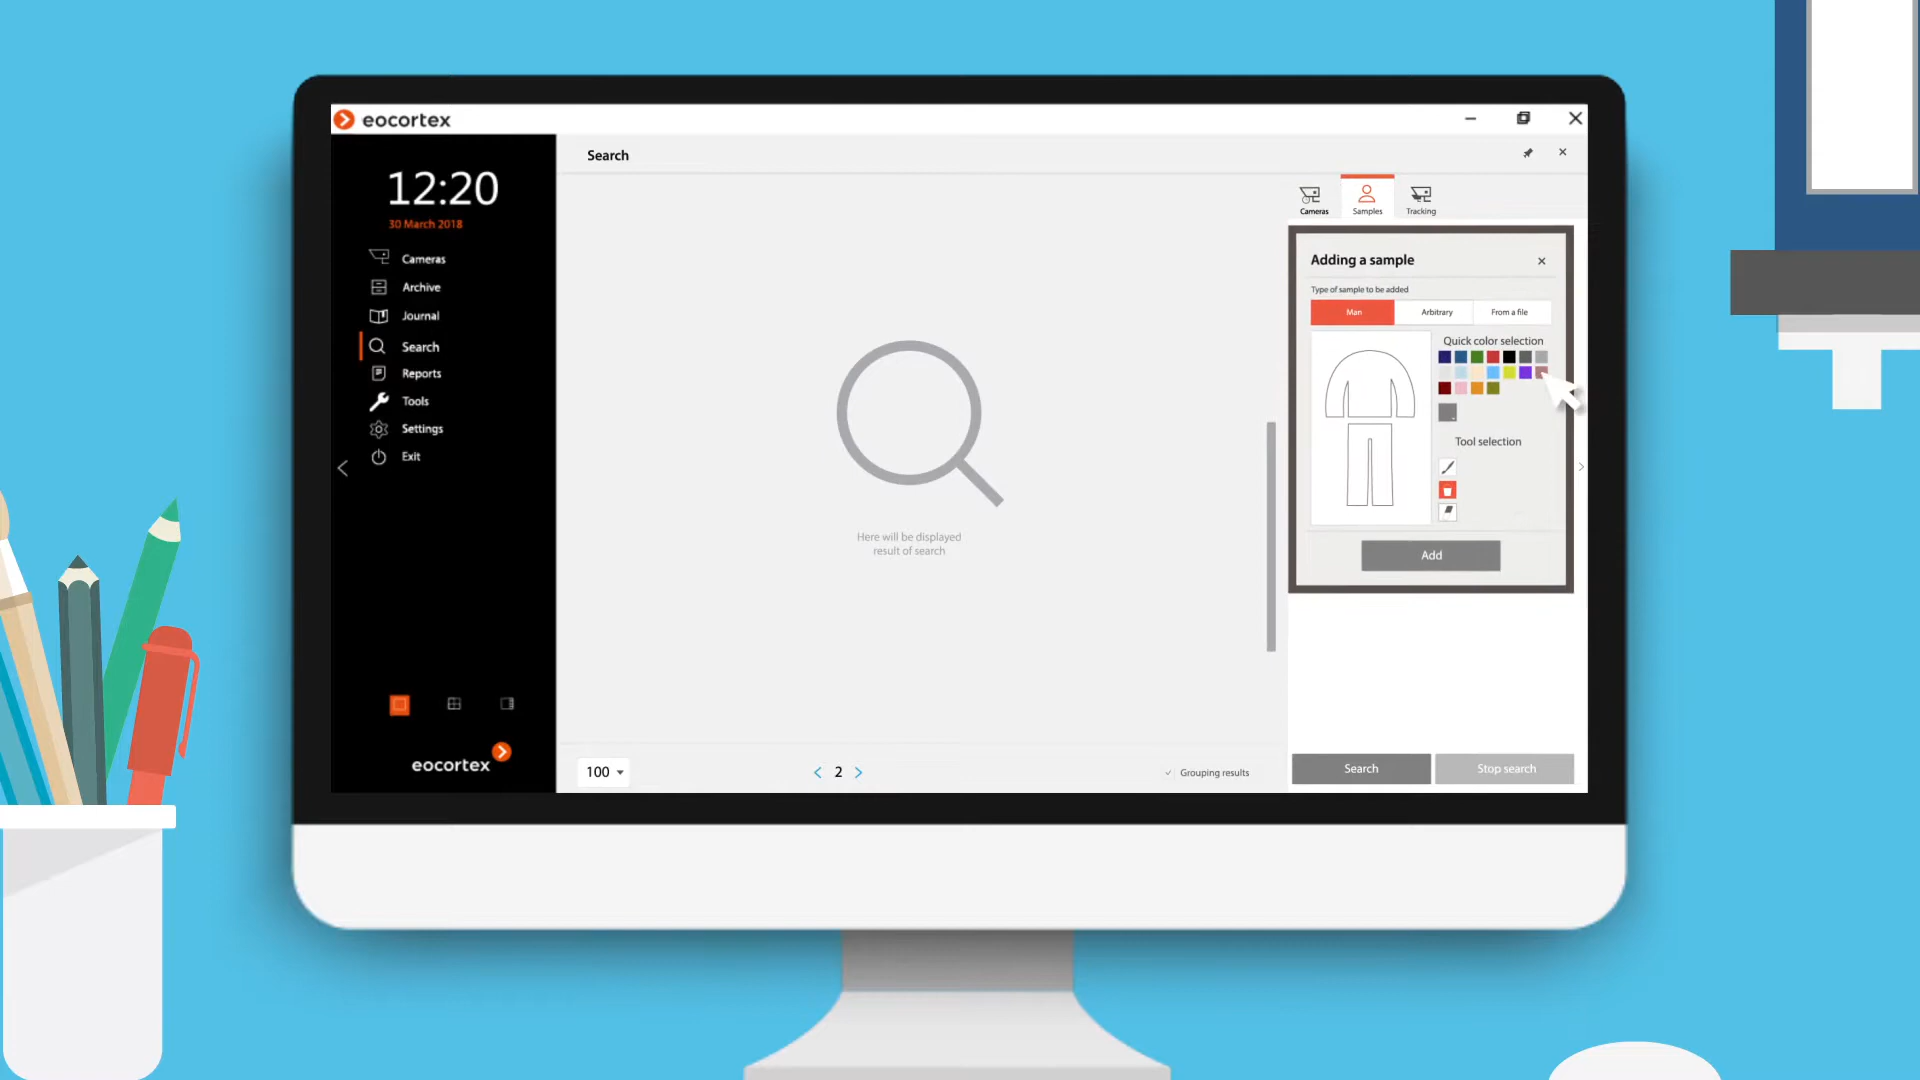 eocortex
12:20
30 March 2018
Cameras
Archive
Journal
Search
Reports
Tools
Settings
Exit
eocortex
Search
Here will be displayed
result of search
100
2
Grouping results
Cameras
Samples
Tracking
Adding a sample
Type of sample to be added
Man
Arbitrary
From a file
Quick color selection
Tool selection
Add
Search
Stop search